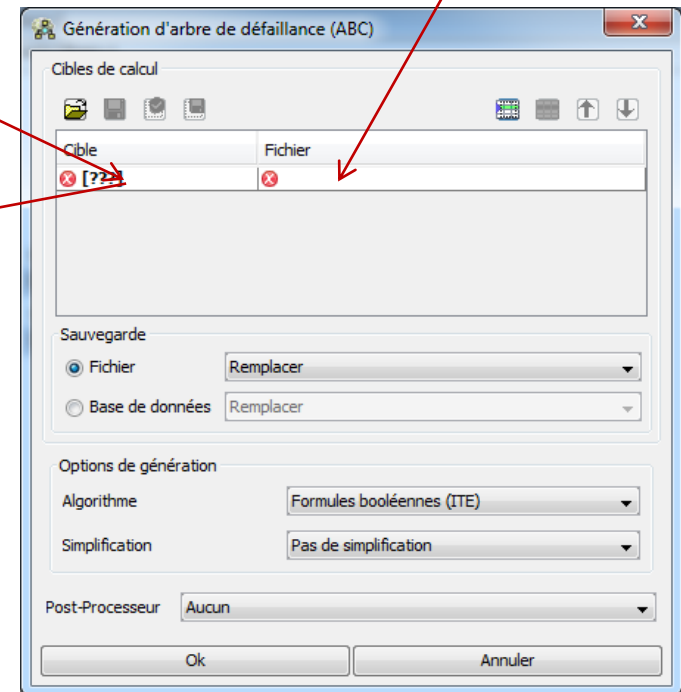 Génération d'arbre de défaillance (ABC)
Cibles de calcul
Cible Fichier
[???]
Sauvegarde
Fichier Remplacer
Base de données Remplacer
Options de génération
Algorithme Formules booléennes (ITE)
Simplification Pas de simplification
Post-Processeur Aucun
Ok Annuler